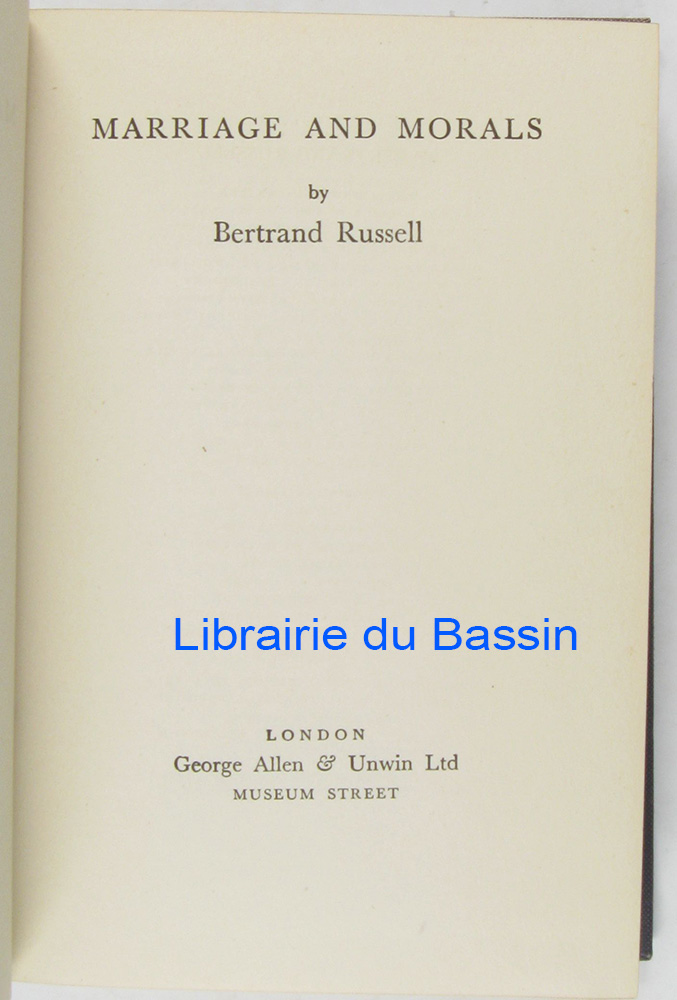 MARRIAGE AND MORALS
by
Bertrand Russell
Librairie du Bassin
LONDON
George Allen & Unwin Ltd
MUSEUM STREET